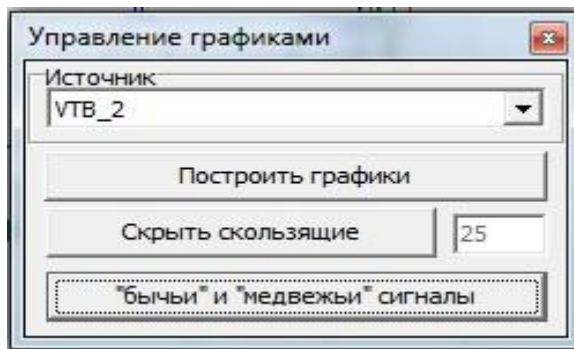 Управление графиками
Источник
VTB_2
Построить графики
Скрыть скользящие 25
"бычьи" и "медвежьи" сигналы